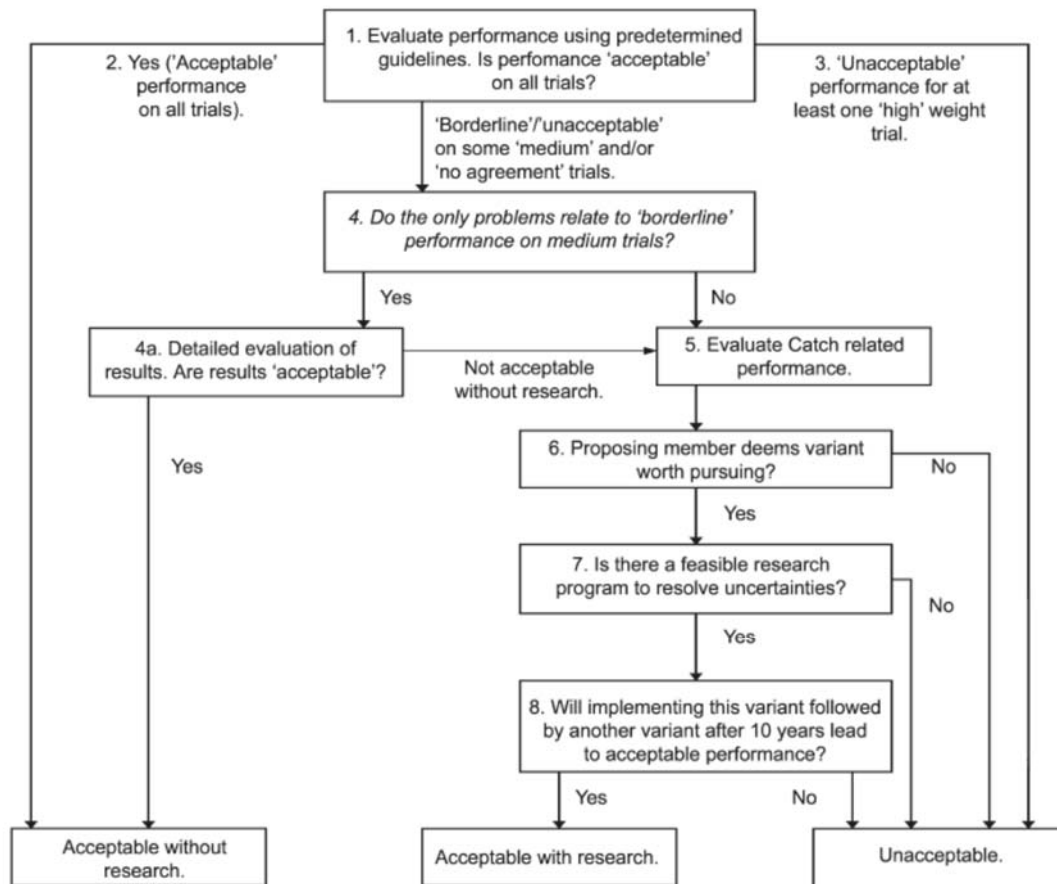 1. Evaluate performance using predetermined
guidelines. Is perfomance 'acceptable'
on all trials?
2. Yes ('Acceptable'
performance
on all trials).
3. 'Unacceptable'
performance for at
least one 'high' weight
trial.
'Borderline'/'unacceptable'
on some 'medium' and/or
'no agreement' trials.
4. Do the only problems relate to 'borderline'
performance on medium trials?
Yes
No
4a. Detailed evaluation of
results. Are results 'acceptable'?
Not acceptable
without research.
5. Evaluate Catch related
performance.
Yes
6. Proposing member deems variant
worth pursuing?
No
Yes
7. Is there a feasible research
program to resolve uncertainties?
No
Yes
8. Will implementing this variant followed
by another variant after 10 years lead
to acceptable performance?
Yes
No
Acceptable without
research.
Acceptable with research.
Unacceptable.